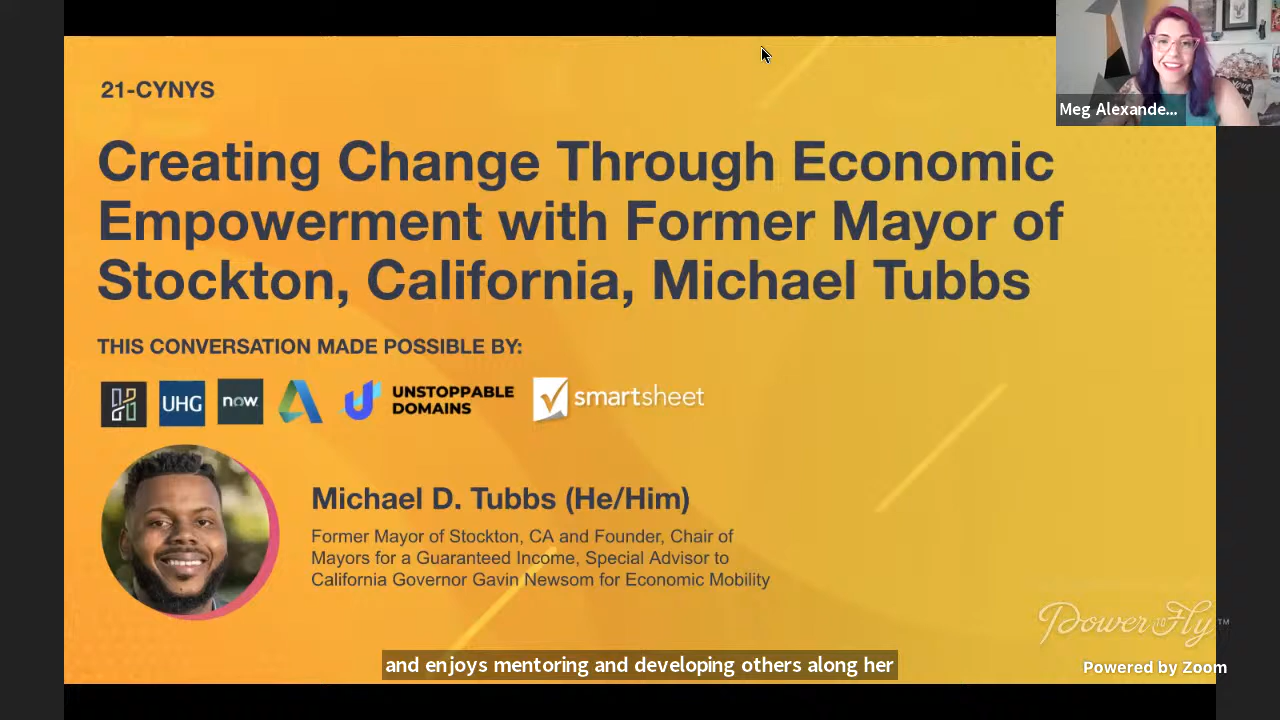 21-CYNYS
Meg Alexande...
Creating Change Through Economic
Empowerment with Former Mayor of
Stockton, California, Michael Tubbs
THIS CONVERSATION MADE POSSIBLE BY:
UHG
now
UNSTOPPABLE
DOMAINS
smartsheet
Michael D. Tubbs (He/Him)
Former Mayor of Stockton, CA and Founder, Chair of
Mayors for a Guaranteed Income, Special Advisor to
California Governor Gavin Newsom for Economic Mobility
PowerToFly™
and enjoys mentoring and developing others along her
Powered by Zoom